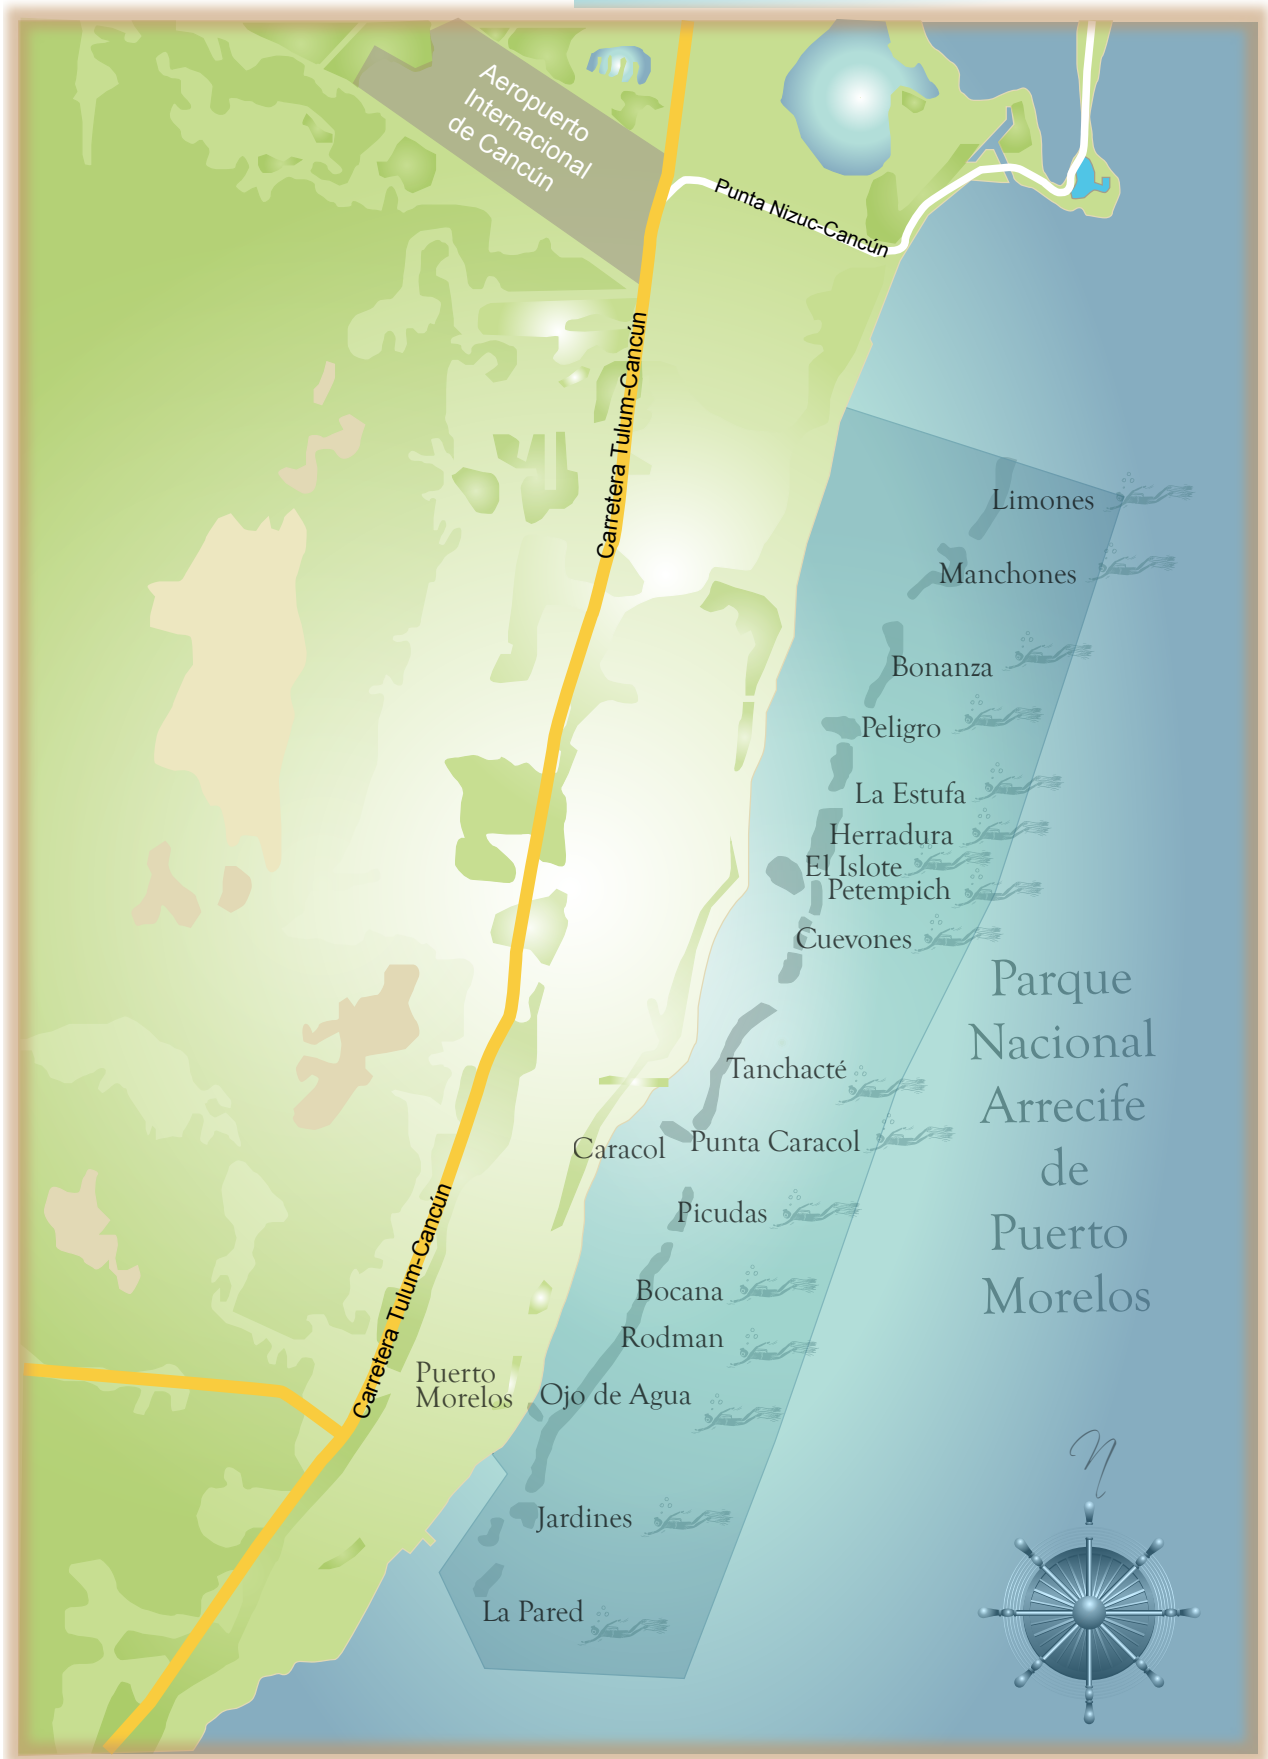 Aeropuerto
Internacional
de Cancún
Punta Nizuc-Cancún
Carretera Tulum-Cancún
Limones
Manchones
Bonanza
Peligro
La Estufa
Herradura
El Islote
Petempich
Cuevones
Parque
Nacional
Arrecife
de
Puerto
Morelos
Tanchacté
Caracol
Punta Caracol
Picudas
Carretera Tulum-Cancún
Bocana
Rodman
Puerto
Morelos
Ojo de Agua
N
Jardines
La Pared